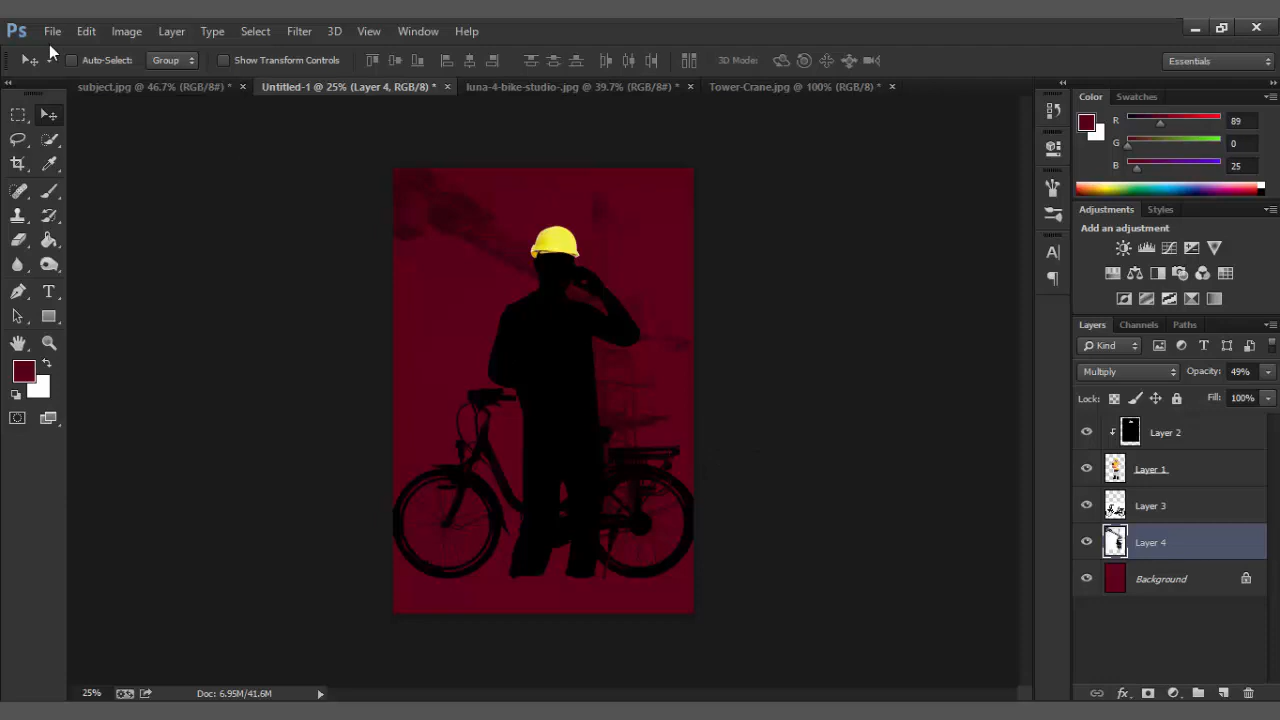 Ps File Edit Image Layer Type Select Filter 3D View Window Help
Auto-Select: Group Show Transform Controls 3D Mode: Essentials
subject.jpg @ 46.7% (RGB/8#) * × Untitled-1 @ 25% (Layer 4, RGB/8) * × luna-4-bike-studio-.jpg @ 39.7% (RGB/8#) * × Tower-Crane.jpg @ 100% (RGB/8) * ×
Color Swatches
R 89
G 0
B 25
Adjustments Styles
Add an adjustment
Layers Channels Paths
Kind
Multiply Opacity: 49%
Lock: Fill: 100%
Layer 2
Layer 1
Layer 3
Layer 4
Background
25% Doc: 6.95M/41.6M